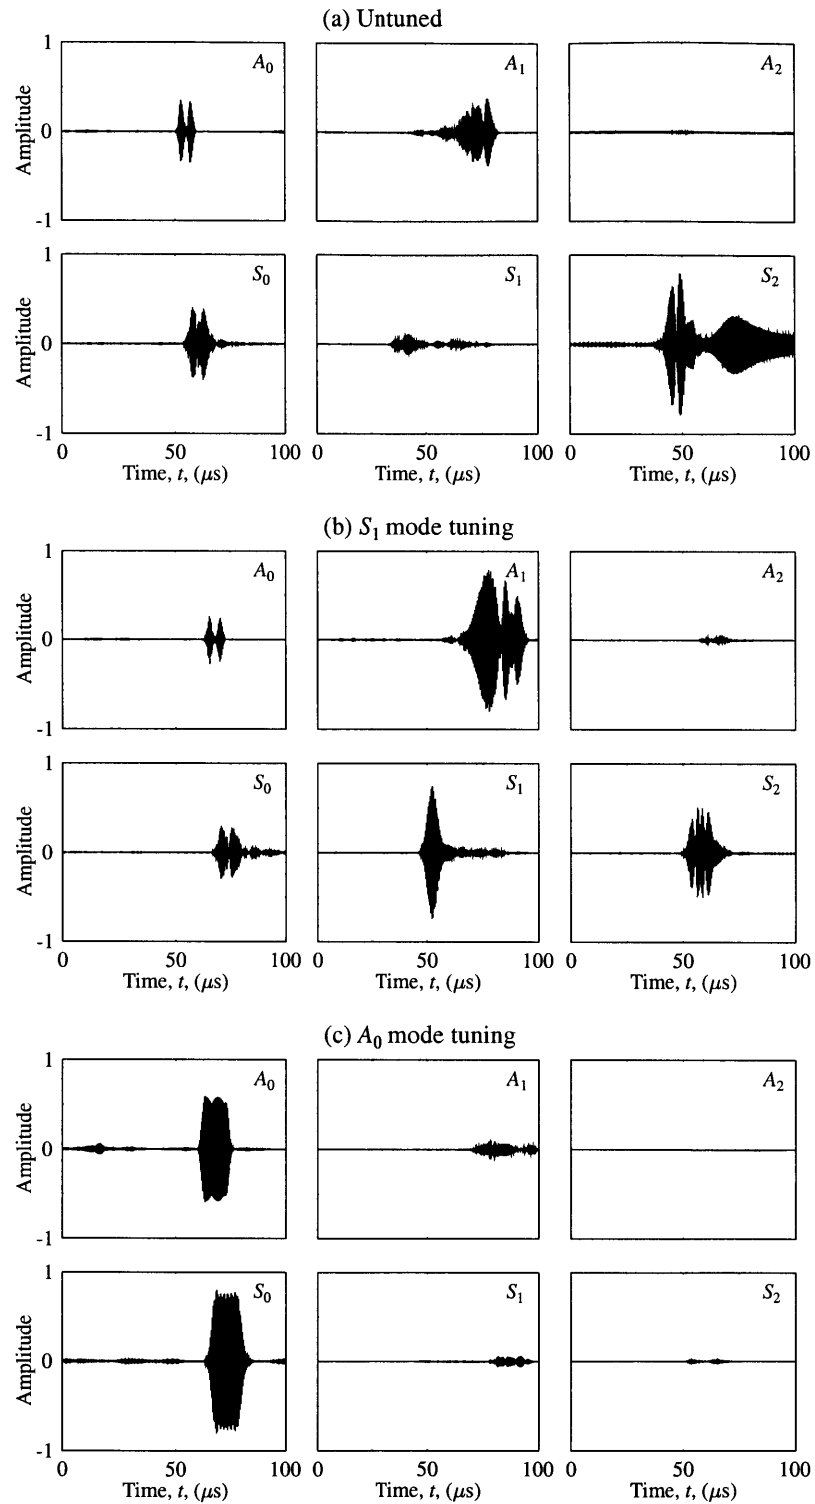 (a) Untuned
1
0
-1
Amplitude
A0
A1
A2
1
0
-1
Amplitude
S0
S1
S2
0 50 100 0 50 100 0 50 100
Time, t, (μs) Time, t, (μs) Time, t, (μs)
(b) S1 mode tuning
1
0
-1
Amplitude
A0
A1
A2
1
0
-1
Amplitude
S0
S1
S2
0 50 100 0 50 100 0 50 100
Time, t, (μs) Time, t, (μs) Time, t, (μs)
(c) A0 mode tuning
1
0
-1
Amplitude
A0
A1
A2
1
0
-1
Amplitude
S0
S1
S2
0 50 100 0 50 100 0 50 100
Time, t, (μs) Time, t, (μs) Time, t, (μs)